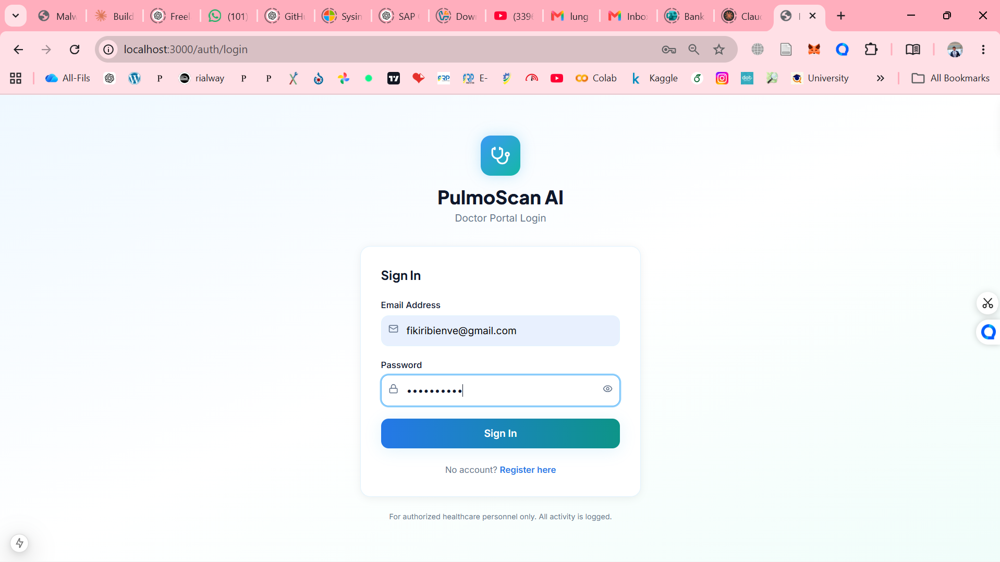 Malw Build Freel (101) GitHu Sysin SAP Dow (3396 lung Inbo Bank Clau
localhost:3000/auth/login
All-Fils P rialway P P E- Colab Kaggle University » All Bookmarks
PulmoScan AI
Doctor Portal Login
Sign In
Email Address
fikiribienve@gmail.com
Password
Sign In
No account? Register here
For authorized healthcare personnel only. All activity is logged.